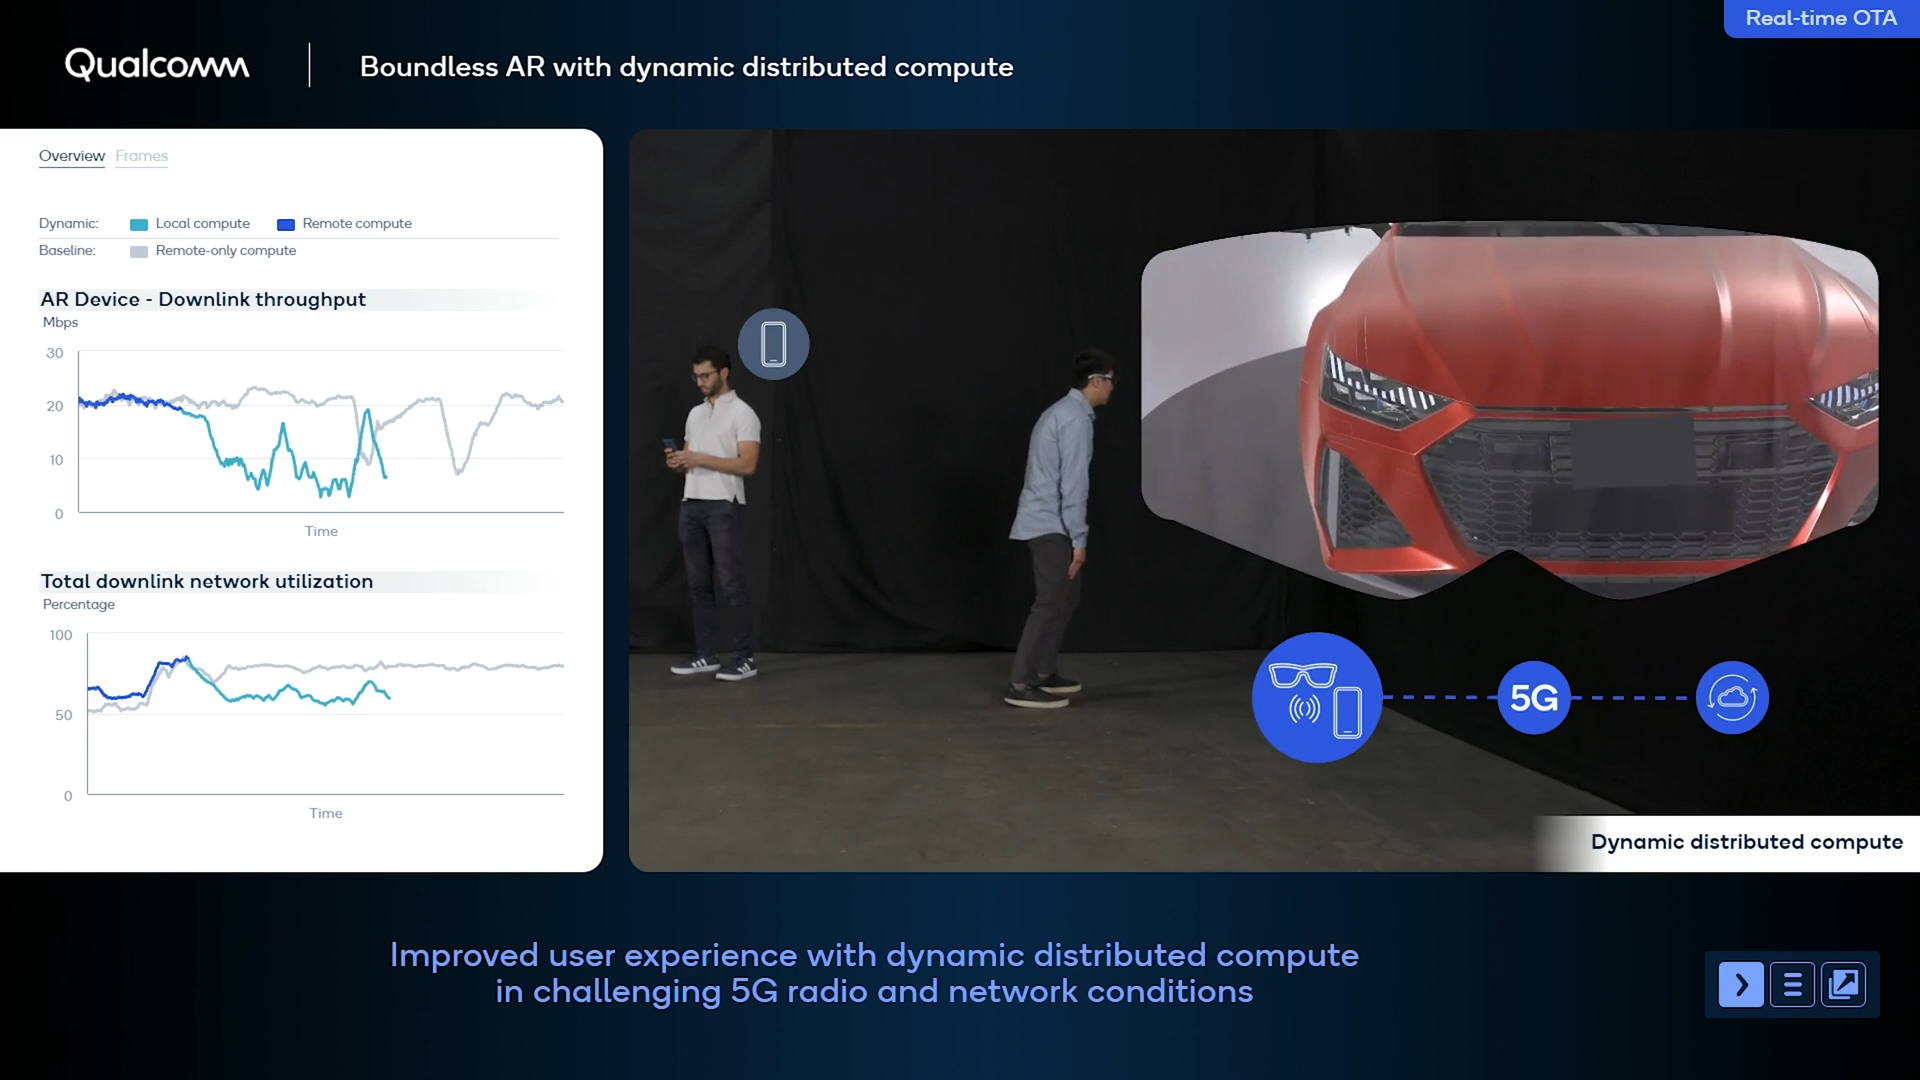 Real-time OTA
Qualcomm
Boundless AR with dynamic distributed compute
Overview Frames
Dynamic: Local compute Remote compute
Baseline: Remote-only compute
AR Device - Downlink throughput
Mbps
30
20
10
0
Time
Total downlink network utilization
Percentage
100
50
0
Time
5G
Dynamic distributed compute
Improved user experience with dynamic distributed compute
in challenging 5G radio and network conditions